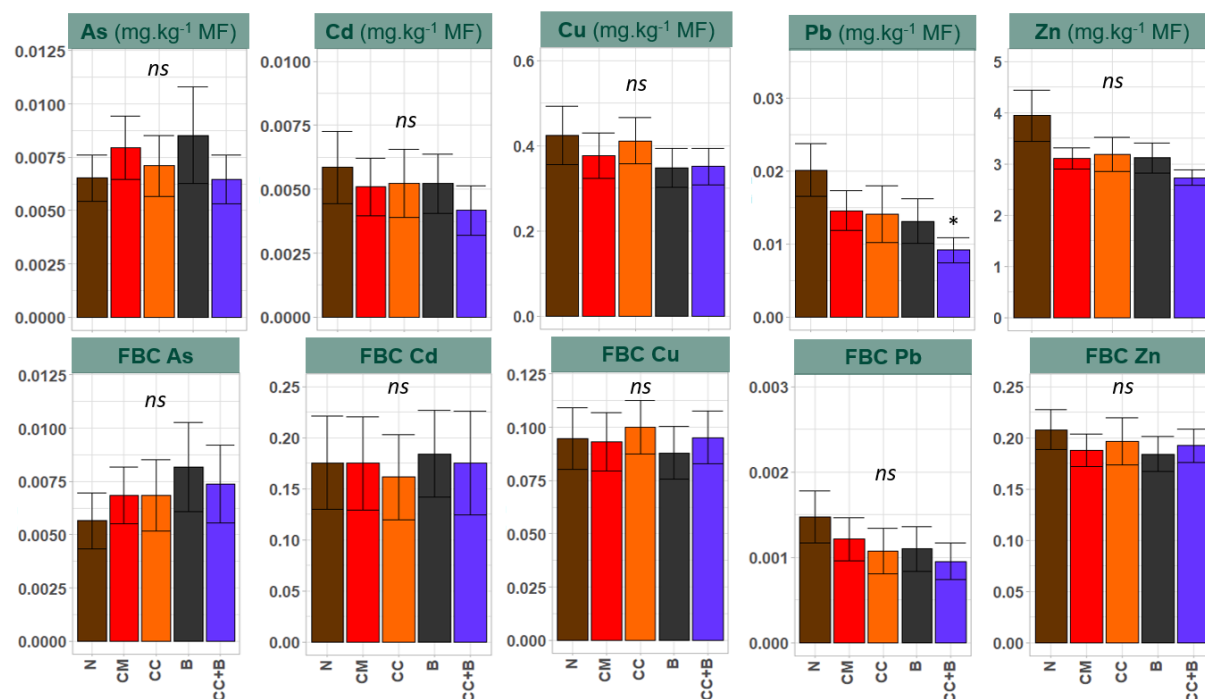 As (mg.kg⁻¹ MF)
0.0125
0.0100
0.0075
0.0050
0.0025
0.0000
ns
Cd (mg.kg⁻¹ MF)
0.0100
0.0075
0.0050
0.0025
0.0000
ns
Cu (mg.kg⁻¹ MF)
0.6
0.4
0.2
0.0
ns
Pb (mg.kg⁻¹ MF)
0.03
0.02
0.01
0.00
*
Zn (mg.kg⁻¹ MF)
5
4
3
2
1
0
ns
FBC As
0.0125
0.0100
0.0075
0.0050
0.0025
0.0000
ns
N
CM
CC
B
CC+B
FBC Cd
0.25
0.20
0.15
0.10
0.05
0.00
ns
N
CM
CC
B
CC+B
FBC Cu
0.125
0.100
0.075
0.050
0.025
0.000
ns
N
CM
CC
B
CC+B
FBC Pb
0.003
0.002
0.001
0.000
ns
N
CM
CC
B
CC+B
FBC Zn
0.25
0.20
0.15
0.10
0.05
0.00
ns
N
CM
CC
B
CC+B